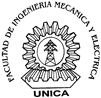 FACULTAD DE INGENIERIA MECANICA Y ELECTRICA
UNICA